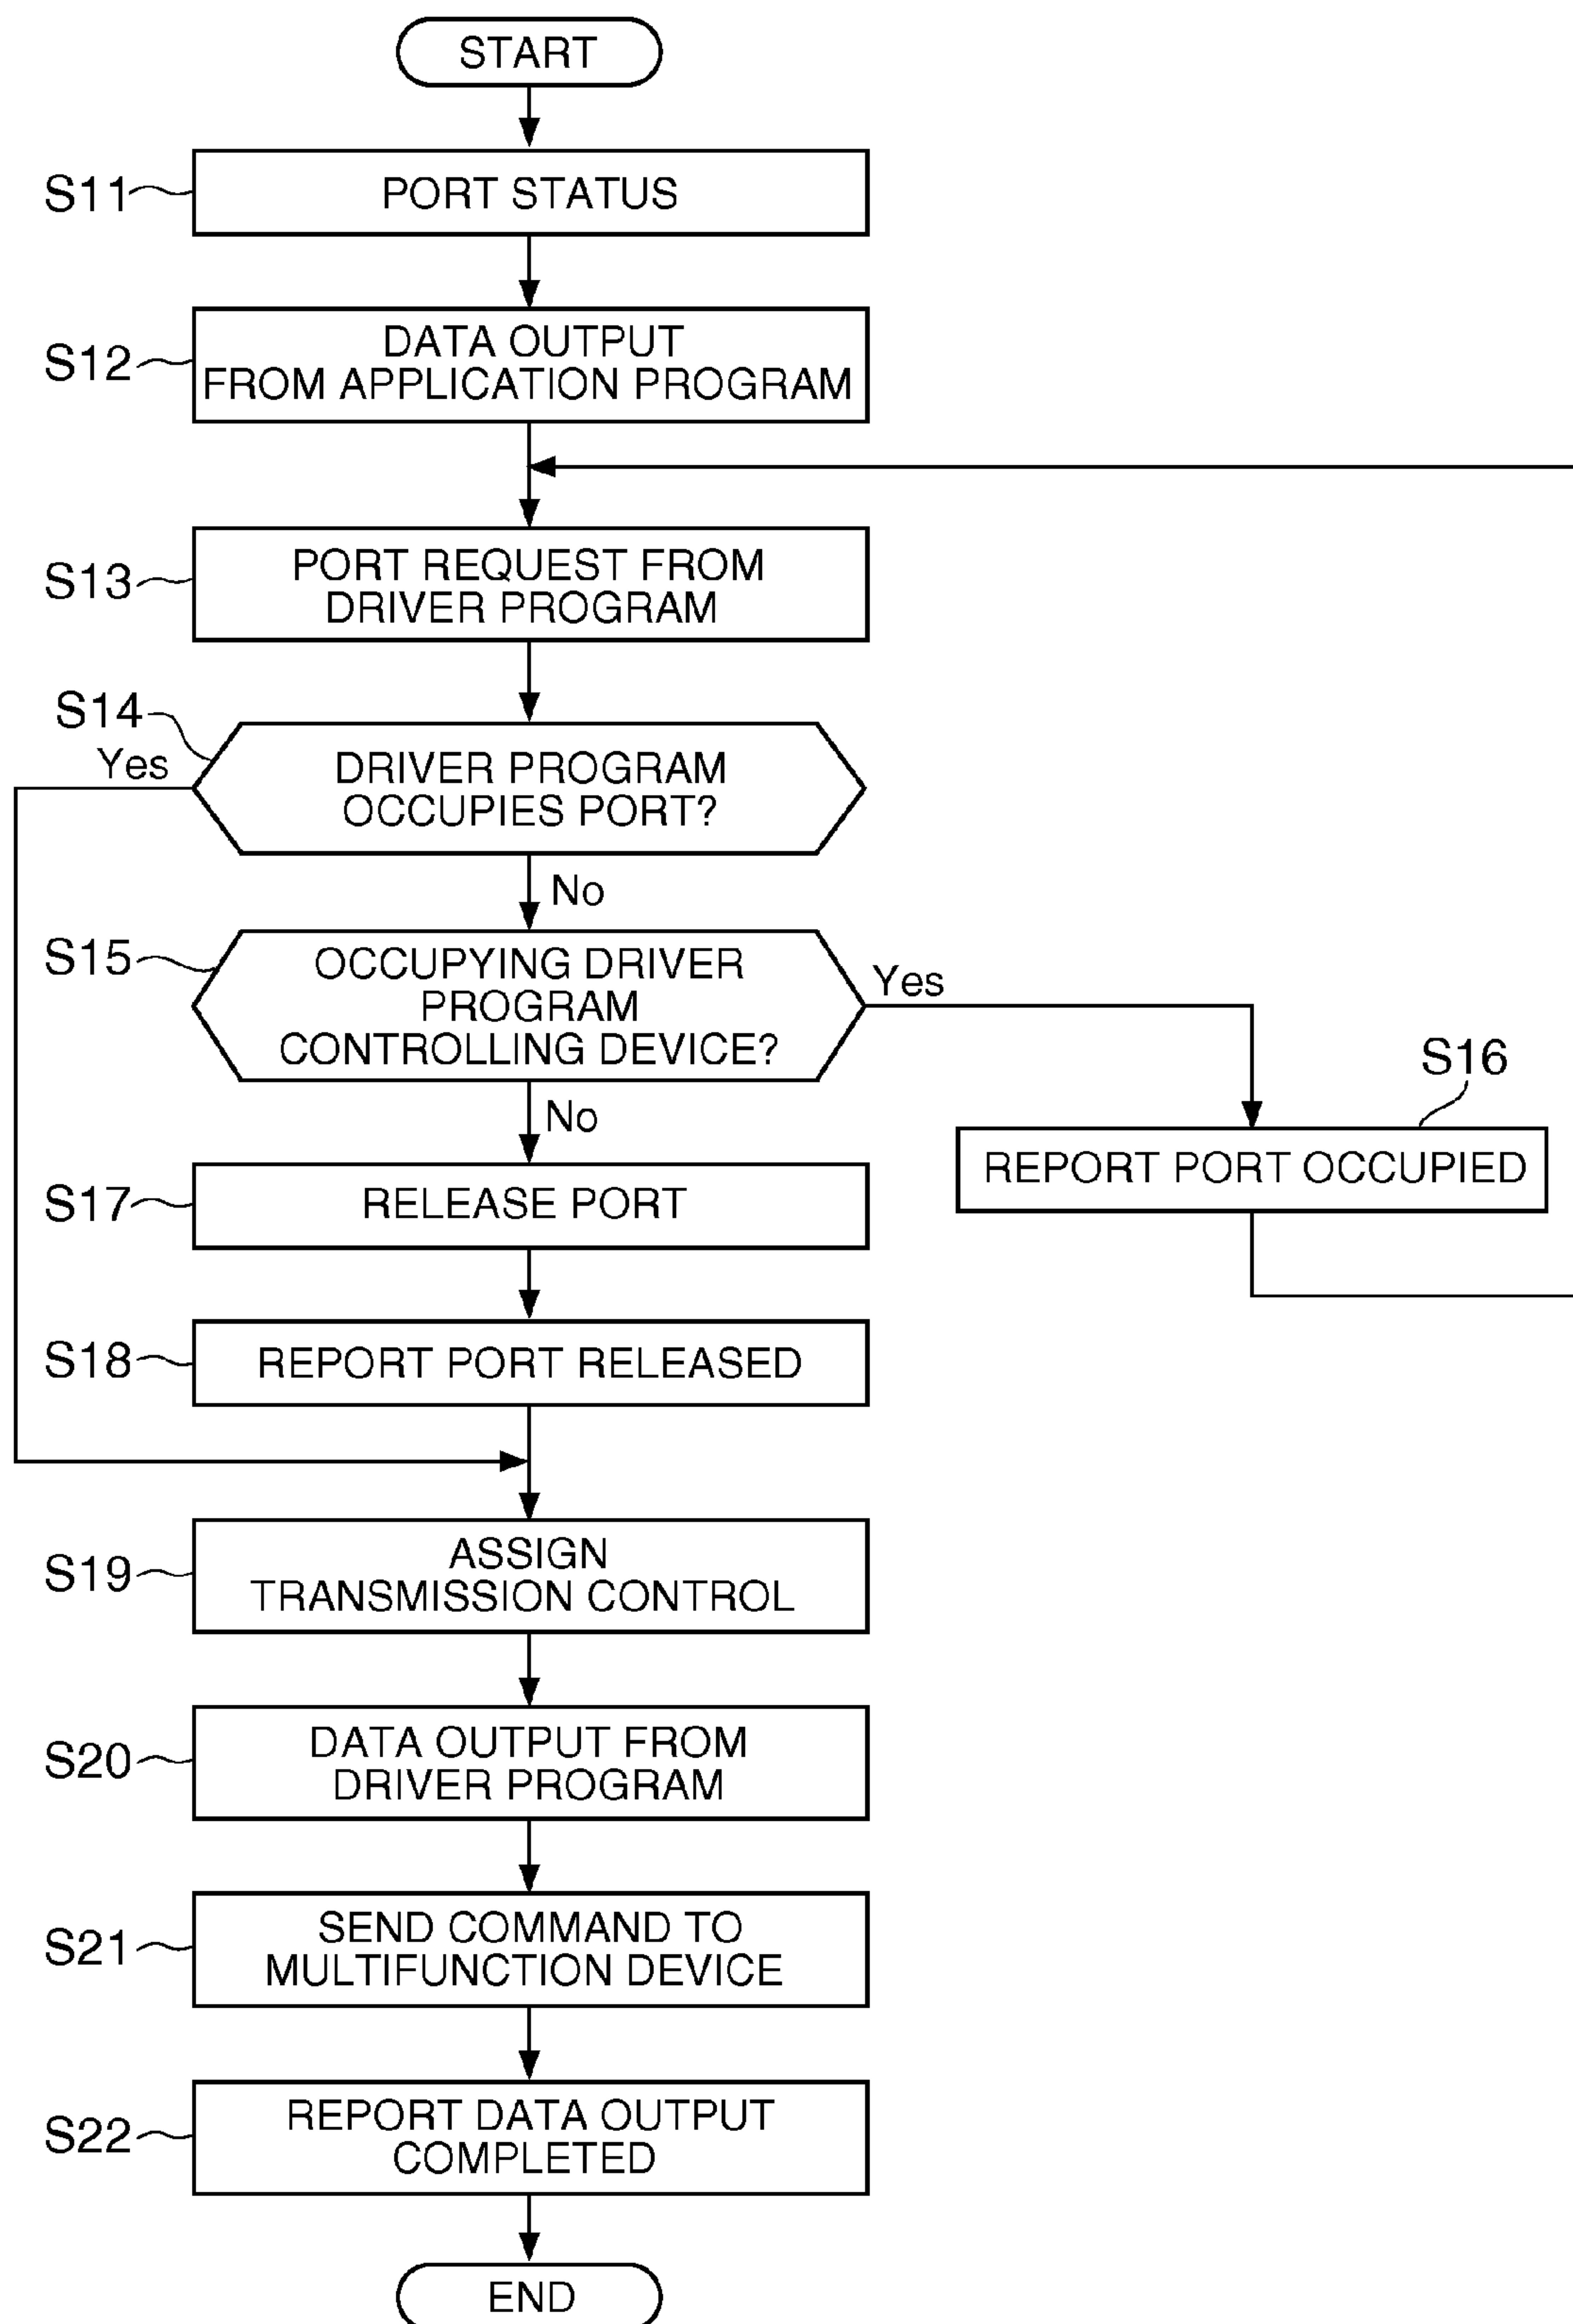 START
S11
PORT STATUS
S12
DATA OUTPUT
FROM APPLICATION PROGRAM
S13
PORT REQUEST FROM
DRIVER PROGRAM
S14
Yes
DRIVER PROGRAM
OCCUPIES PORT?
No
S15
OCCUPYING DRIVER
PROGRAM
CONTROLLING DEVICE?
Yes
S16
REPORT PORT OCCUPIED
No
S17
RELEASE PORT
S18
REPORT PORT RELEASED
S19
ASSIGN
TRANSMISSION CONTROL
S20
DATA OUTPUT FROM
DRIVER PROGRAM
S21
SEND COMMAND TO
MULTIFUNCTION DEVICE
S22
REPORT DATA OUTPUT
COMPLETED
END